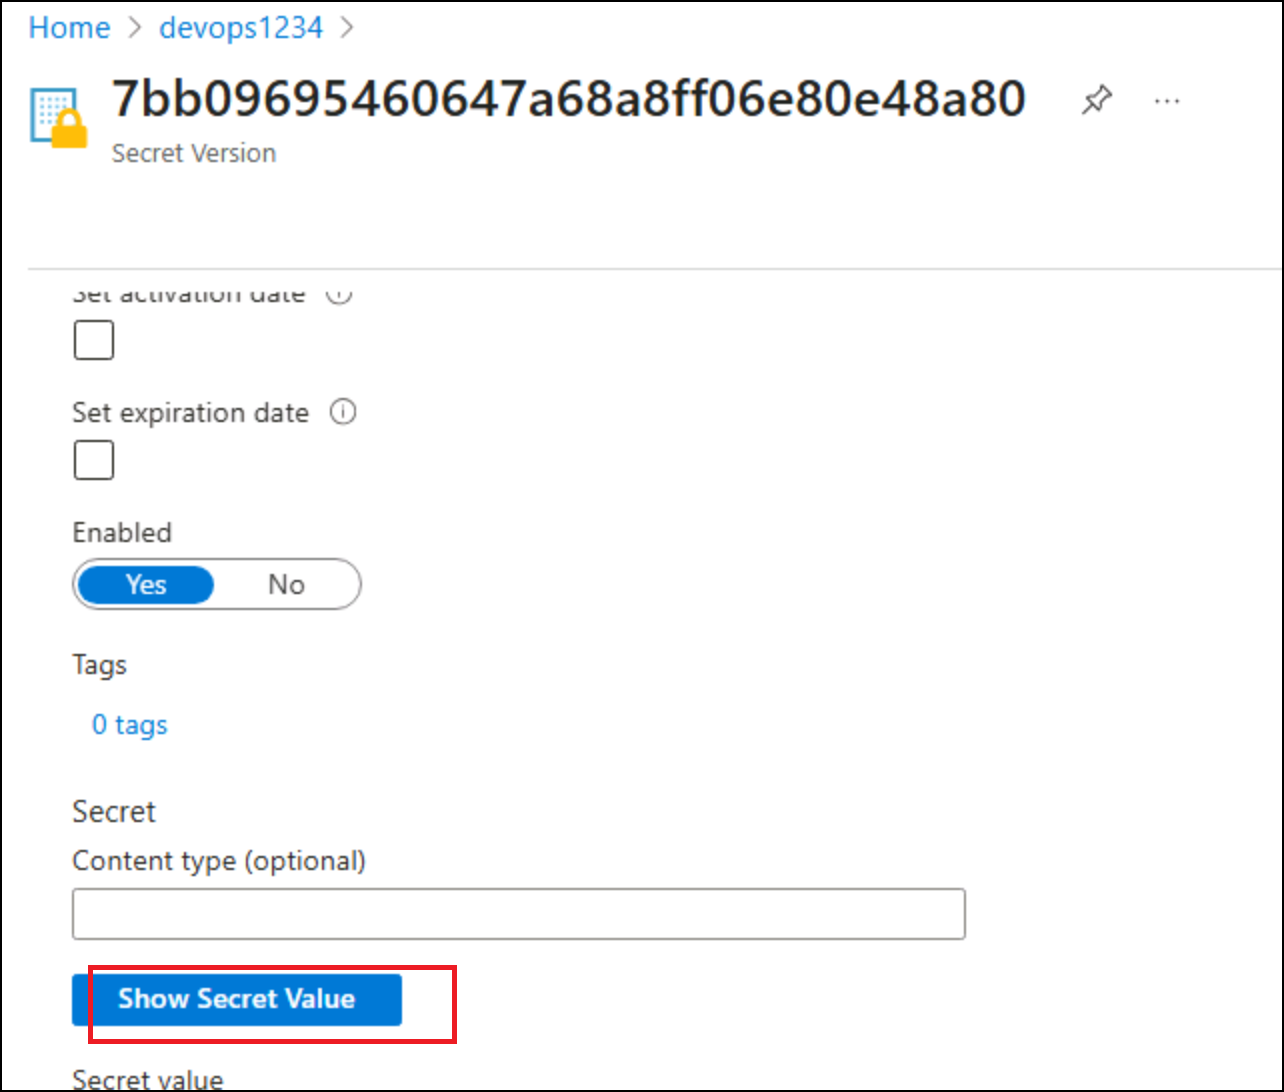 Home > devops1234 >
7bb09695460647a68a8ff06e80e48a80 ...
Secret Version
Set activation date
Set expiration date
Enabled
Yes No
Tags
0 tags
Secret
Content type (optional)
Show Secret Value
Secret value